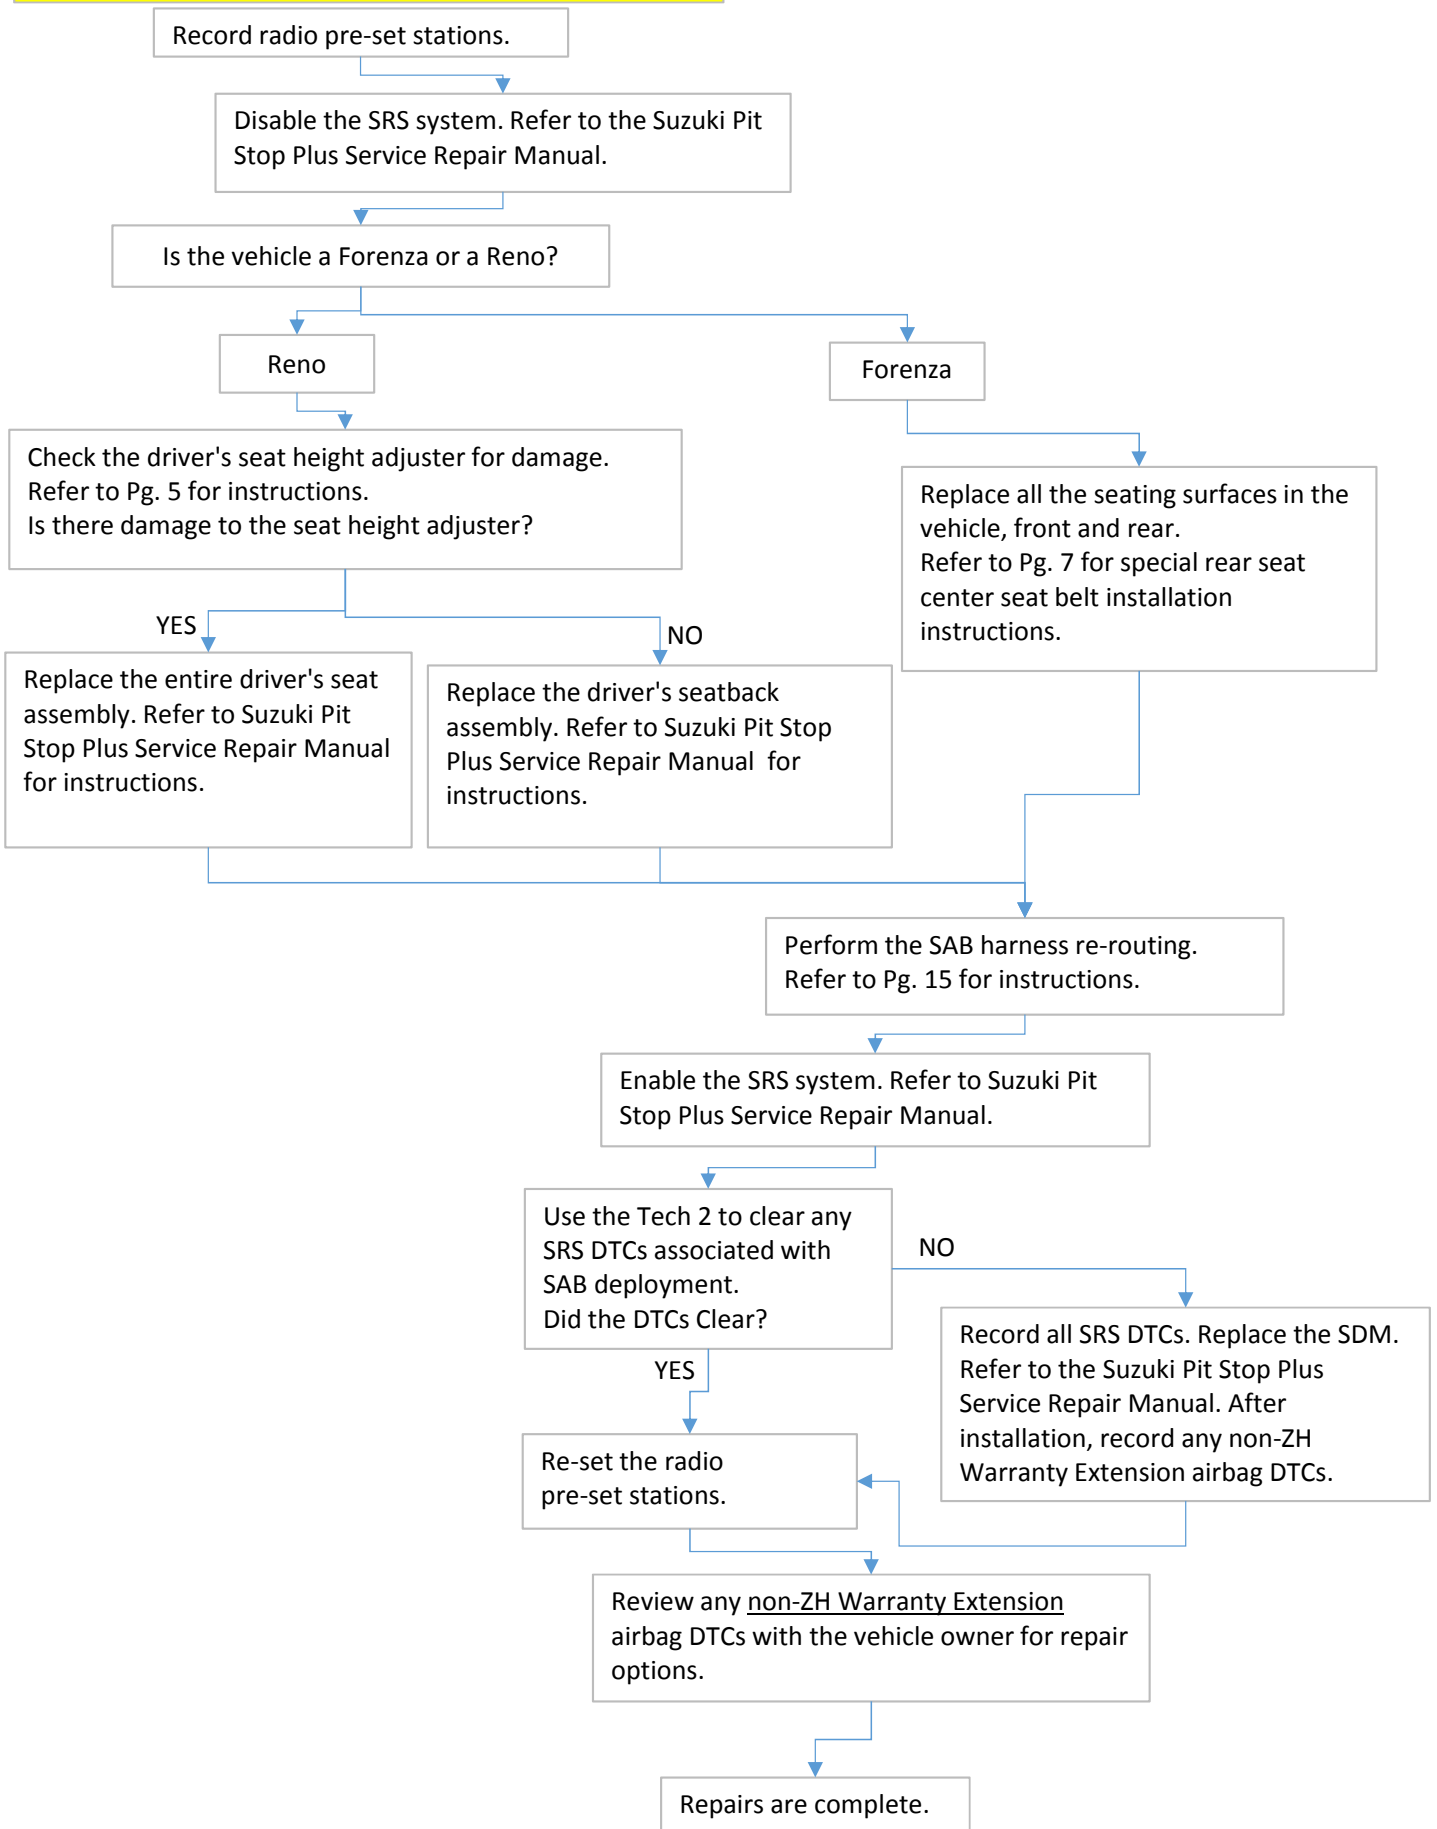 Record radio pre-set stations.
Disable the SRS system. Refer to the Suzuki Pit
Stop Plus Service Repair Manual.
Is the vehicle a Forenza or a Reno?
Reno
Forenza
Check the driver's seat height adjuster for damage.
Refer to Pg. 5 for instructions.
Is there damage to the seat height adjuster?
Replace all the seating surfaces in the
vehicle, front and rear.
Refer to Pg. 7 for special rear seat
center seat belt installation
instructions.
YES
NO
Replace the entire driver's seat
assembly. Refer to Suzuki Pit
Stop Plus Service Repair Manual
for instructions.
Replace the driver's seatback
assembly. Refer to Suzuki Pit Stop
Plus Service Repair Manual  for
instructions.
Perform the SAB harness re-routing.
Refer to Pg. 15 for instructions.
Enable the SRS system. Refer to Suzuki Pit
Stop Plus Service Repair Manual.
Use the Tech 2 to clear any
SRS DTCs associated with
SAB deployment.
Did the DTCs Clear?
NO
YES
Record all SRS DTCs. Replace the SDM.
Refer to the Suzuki Pit Stop Plus
Service Repair Manual. After
installation, record any non-ZH
Warranty Extension airbag DTCs.
Re-set the radio
pre-set stations.
Review any non-ZH Warranty Extension
airbag DTCs with the vehicle owner for repair
options.
Repairs are complete.